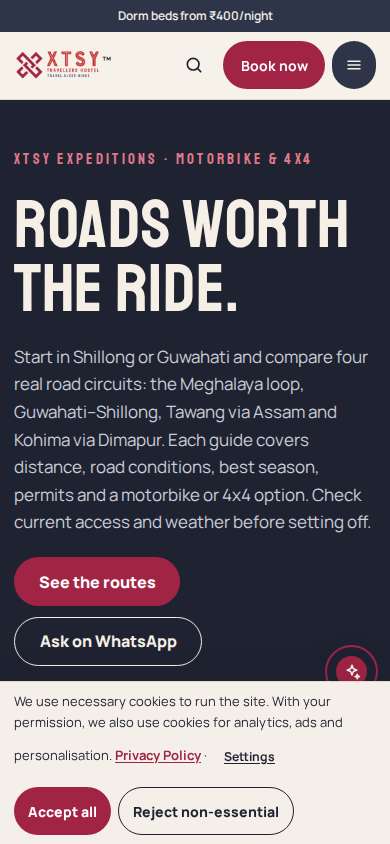 Dorm beds from ₹400/night
XTSY™
TRAVELLERS HOSTEL
Book now
XTSY EXPEDITIONS · MOTORBIKE & 4X4
ROADS WORTH
THE RIDE.
Start in Shillong or Guwahati and compare four
real road circuits: the Meghalaya loop,
Guwahati–Shillong, Tawang via Assam and
Kohima via Dimapur. Each guide covers
distance, road conditions, best season,
permits and a motorbike or 4x4 option. Check
current access and weather before setting off.
See the routes
Ask on WhatsApp
We use necessary cookies to run the site. With your
permission, we also use cookies for analytics, ads and
personalisation. Privacy Policy · Settings
Accept all
Reject non-essential